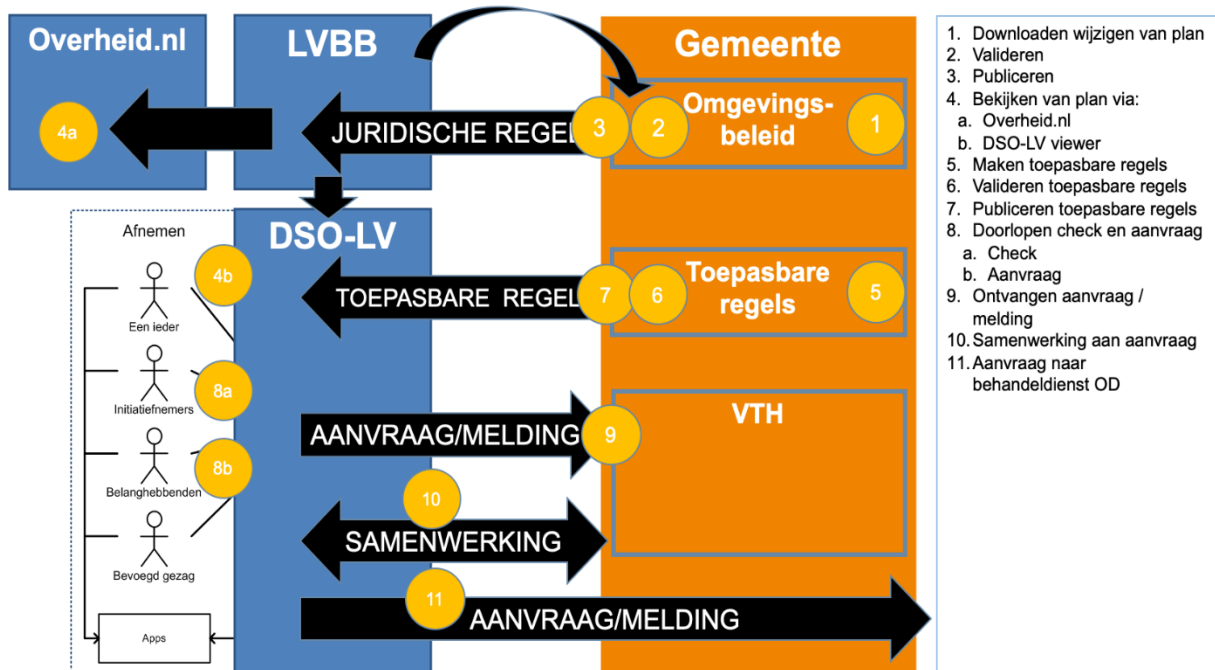 Overheid.nl
4a
LVBB
JURIDISCHE REGEL
3
2
Gemeente
Omgevings-
beleid
1
Afnemen
Een ieder
Initiatiefnemers
Belanghebbenden
Bevoegd gezag
Apps
4b
8a
8b
DSO-LV
TOEPASBARE REGEL
7
6
Toepasbare
regels
5
AANVRAAG/MELDING
9
VTH
10
SAMENWERKING
11
AANVRAAG/MELDING
1. Downloaden wijzigen van plan
2. Valideren
3. Publiceren
4. Bekijken van plan via:
a. Overheid.nl
b. DSO-LV viewer
5. Maken toepasbare regels
6. Valideren toepasbare regels
7. Publiceren toepasbare regels
8. Doorlopen check en aanvraag
a. Check
b. Aanvraag
9. Ontvangen aanvraag /
melding
10. Samenwerking aan aanvraag
11. Aanvraag naar
behandeldienst OD